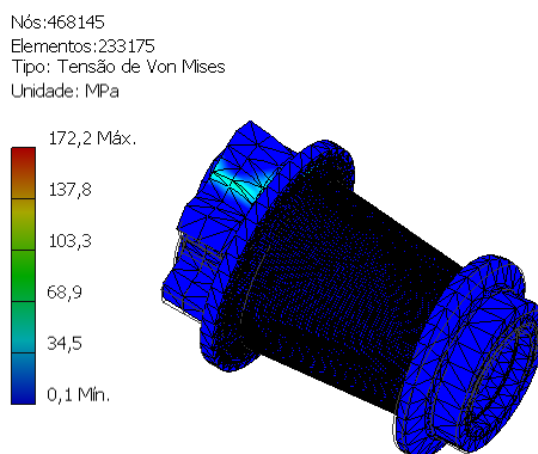 Nós:468145
Elementos:233175
Tipo: Tensão de Von Mises
Unidade: MPa
172,2 Máx.
137,8
103,3
68,9
34,5
0,1 Mín.